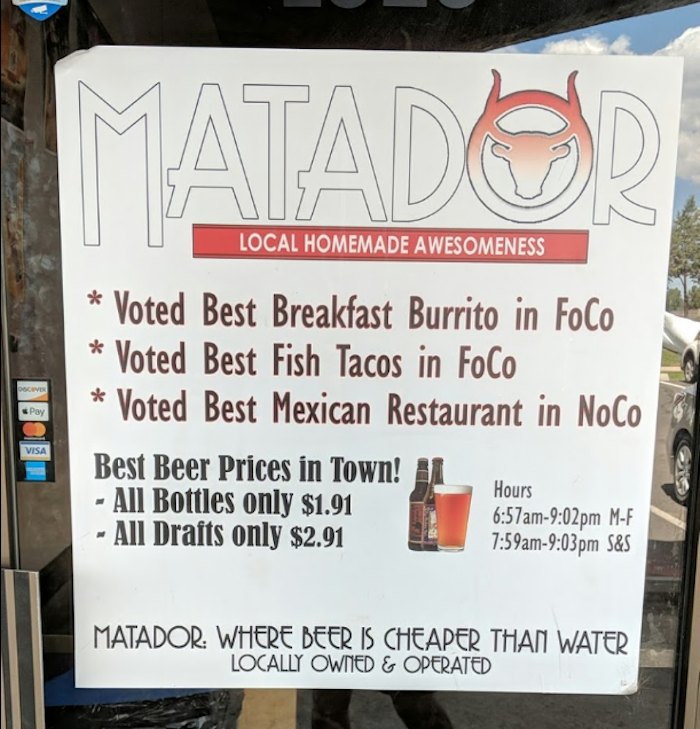 MATADOR
LOCAL HOMEMADE AWESOMENESS
* Voted Best Breakfast Burrito in FoCo
* Voted Best Fish Tacos in FoCo
* Voted Best Mexican Restaurant in NoCo
Best Beer Prices in Town!
- All Bottles only $1.91
- All Drafts only $2.91
Hours
6:57am-9:02pm M-F
7:59am-9:03pm S&S
MATADOR: WHERE BEER IS CHEAPER THAN WATER
LOCALLY OWNED & OPERATED
DISCOVER
Pay
VISA